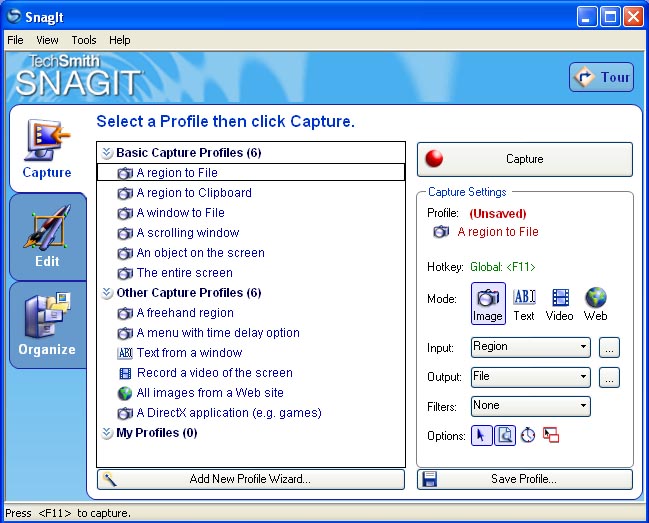 SnagIt
File View Tools Help
TechSmith
SNAGIT
Tour
Capture
Edit
Organize
Select a Profile then click Capture.
Basic Capture Profiles (6)
A region to File
A region to Clipboard
A window to File
A scrolling window
An object on the screen
The entire screen
Other Capture Profiles (6)
A freehand region
A menu with time delay option
Text from a window
Record a video of the screen
All images from a Web site
A DirectX application (e.g. games)
My Profiles (0)
Add New Profile Wizard...
Capture
Capture Settings
Profile: (Unsaved)
A region to File
Hotkey: Global: <F11>
Mode: Image Text Video Web
Input: Region ...
Output: File ...
Filters: None
Options:
Save Profile...
Press <F11> to capture.